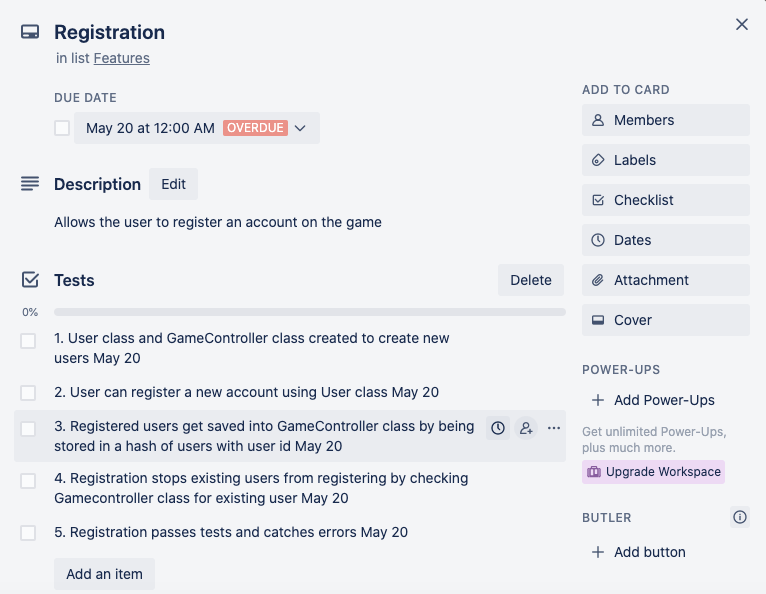 Registration
in list Features
DUE DATE
May 20 at 12:00 AM OVERDUE
Description Edit
Allows the user to register an account on the game
Tests Delete
0%
1. User class and GameController class created to create new
users May 20
2. User can register a new account using User class May 20
3. Registered users get saved into GameController class by being
stored in a hash of users with user id May 20
4. Registration stops existing users from registering by checking
Gamecontroller class for existing user May 20
5. Registration passes tests and catches errors May 20
Add an item
ADD TO CARD
Members
Labels
Checklist
Dates
Attachment
Cover
POWER-UPS
Add Power-Ups
Get unlimited Power-Ups,
plus much more.
Upgrade Workspace
BUTLER
Add button